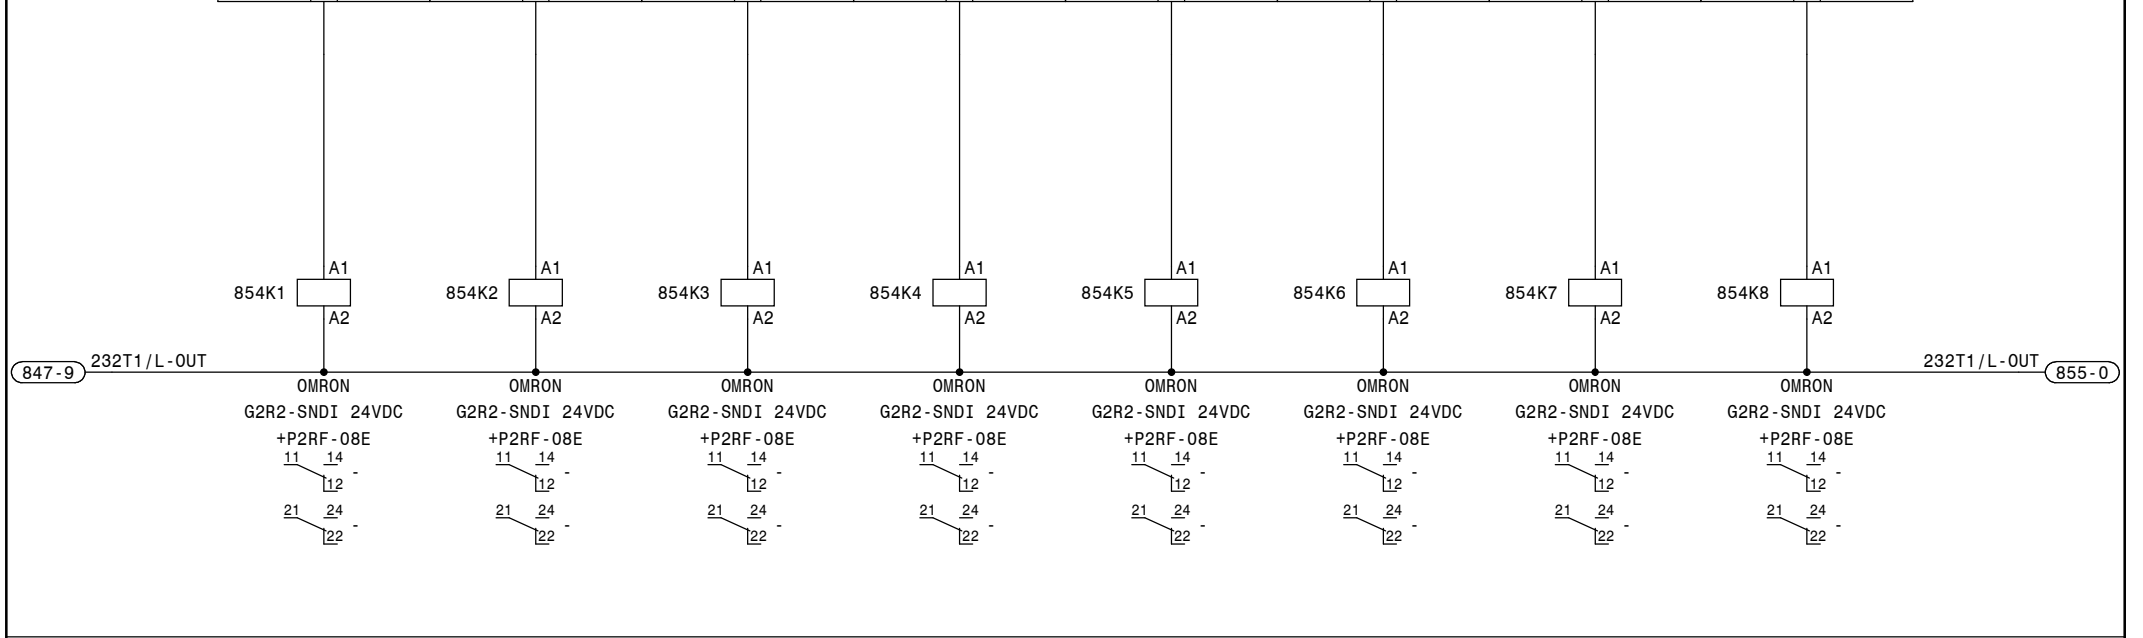 A1 A1 A1 A1 A1 A1 A1 A1
854K1 854K2 854K3 854K4 854K5 854K6 854K7 854K8
A2 A2 A2 A2 A2 A2 A2 A2
847-9 232T1/L-OUT 232T1/L-OUT 855-0
OMRON OMRON OMRON OMRON OMRON OMRON OMRON OMRON
G2R2-SNDI 24VDC G2R2-SNDI 24VDC G2R2-SNDI 24VDC G2R2-SNDI 24VDC G2R2-SNDI 24VDC G2R2-SNDI 24VDC G2R2-SNDI 24VDC G2R2-SNDI 24VDC
+P2RF-08E +P2RF-08E +P2RF-08E +P2RF-08E +P2RF-08E +P2RF-08E +P2RF-08E +P2RF-08E
11 14 11 14 11 14 11 14 11 14 11 14 11 14 11 14
- - - - - - - -
12 12 12 12 12 12 12 12
21 24 21 24 21 24 21 24 21 24 21 24 21 24 21 24
- - - - - - - -
22 22 22 22 22 22 22 22